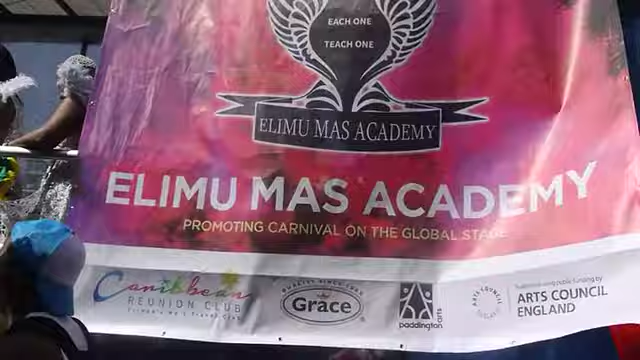 EACH ONE
TEACH ONE
ELIMU MAS ACADEMY
ELIMU MAS ACADEMY
PROMOTING CARNIVAL ON THE GLOBAL STAGE
Caribbean
REUNION CLUB
Grace
paddington arts
ARTS COUNCIL
ENGLAND